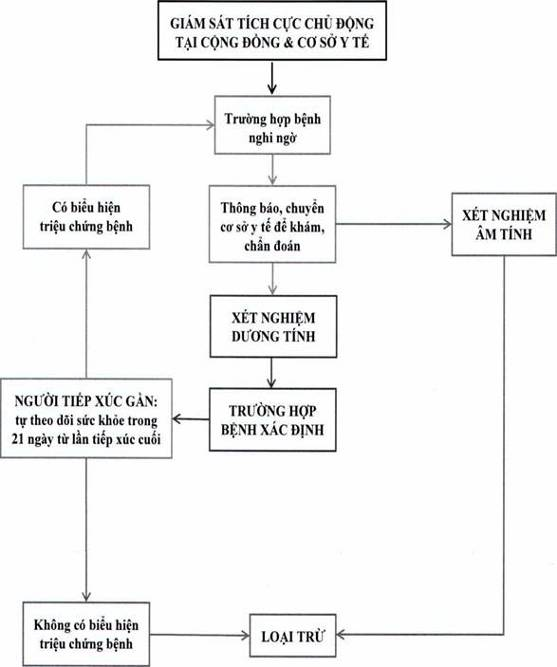 GIÁM SÁT TÍCH CỰC CHỦ ĐỘNG
TẠI CỘNG ĐỒNG & CƠ SỞ Y TẾ
Trường hợp bệnh
nghi ngờ
Có biểu hiện
triệu chứng bệnh
Thông báo, chuyển
cơ sở y tế để khám,
chẩn đoán
XÉT NGHIỆM
ÂM TÍNH
XÉT NGHIỆM
DƯƠNG TÍNH
NGƯỜI TIẾP XÚC GẦN:
tự theo dõi sức khỏe trong
21 ngày từ lần tiếp xúc cuối
TRƯỜNG HỢP
BỆNH XÁC ĐỊNH
Không có biểu hiện
triệu chứng bệnh
LOẠI TRỪ